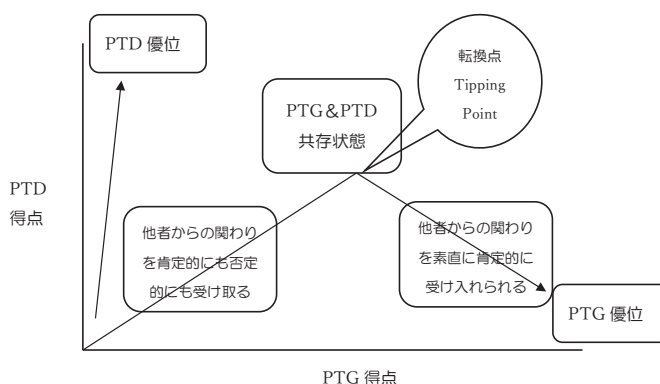 PTD 優位
転換点
Tipping
Point
PTG&PTD
共存状態
PTD
得点
他者からの関わり
を肯定的にも否定
的にも受け取る
他者からの関わり
を素直に肯定的に
受け入れられる
PTG 優位
PTG 得点